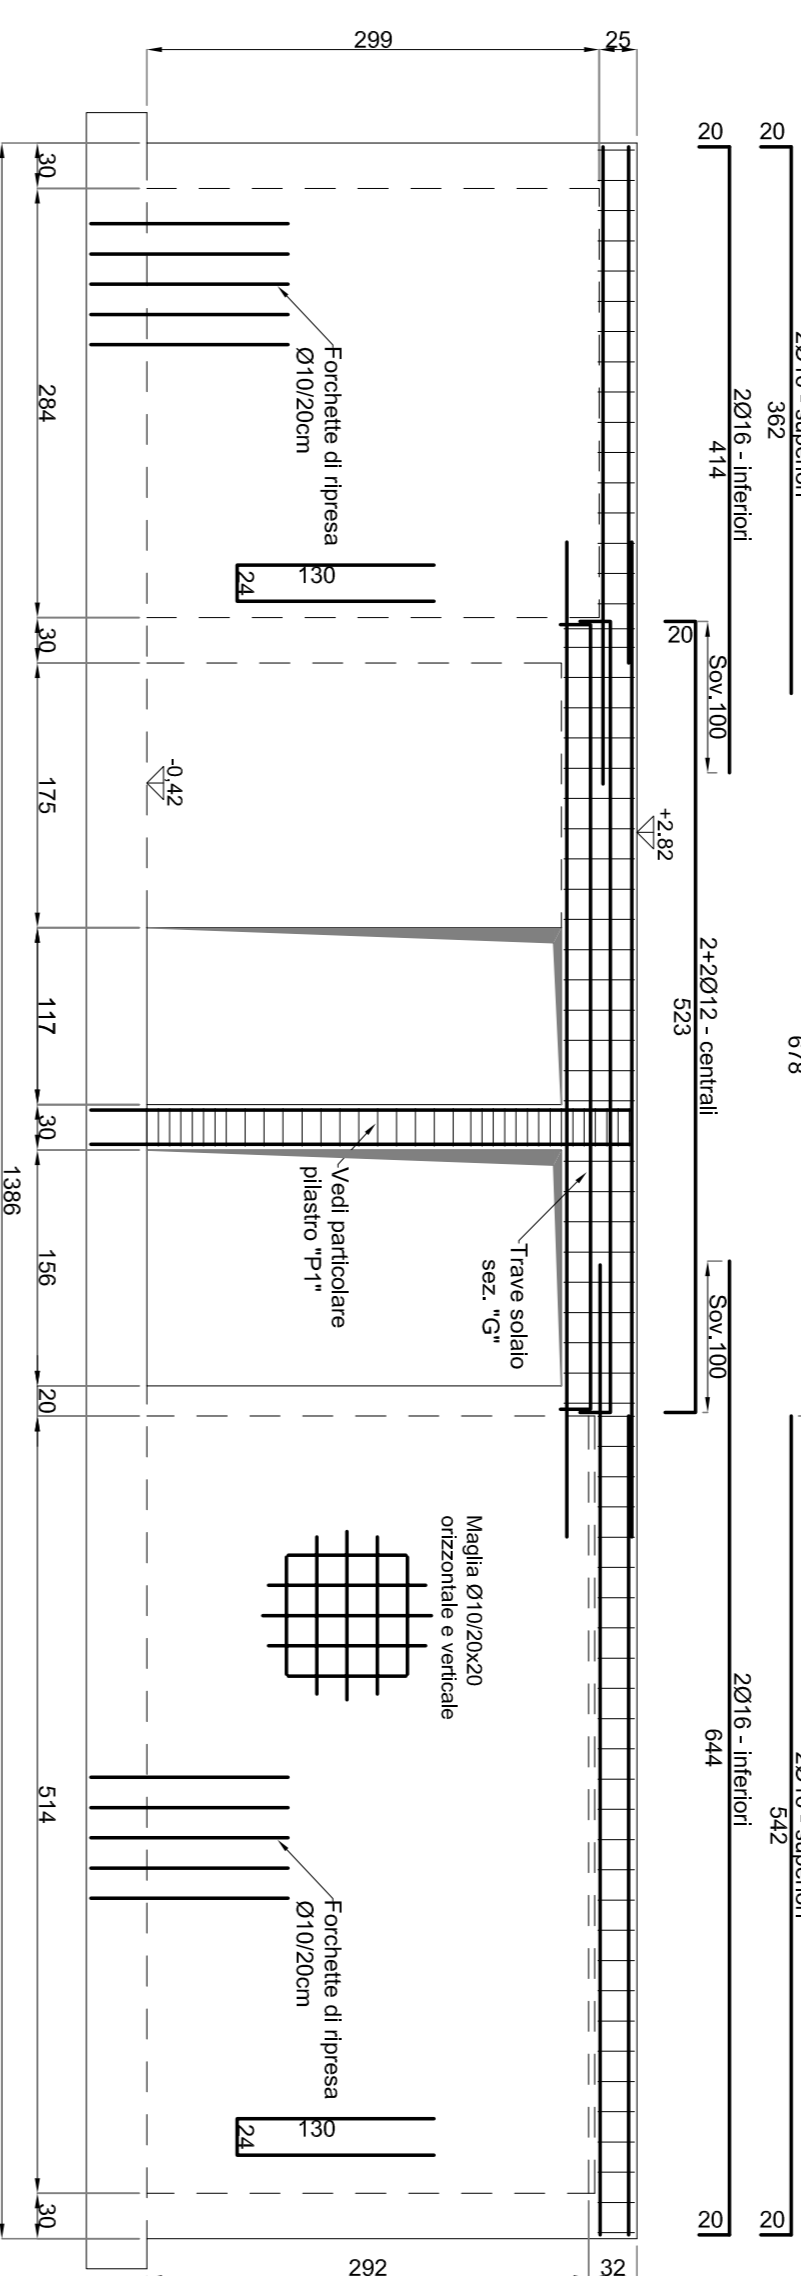 299
25
20
20
362
2Ø16 - inferiori
414
30
284
Forchette di ripresa
Ø10/20cm
130
24
30
20
Sov.100
-0,42
+2.82
175
2+2Ø12 - centrali
523
678
117
30
1386
Vedi particolare
pilastro "P1"
Trave solaio
sez. "G"
156
Sov.100
20
Maglia Ø10/20x20
orizzontale e verticale
2Ø16 - inferiori
644
542
514
Forchette di ripresa
Ø10/20cm
130
24
30
20
20
292
32